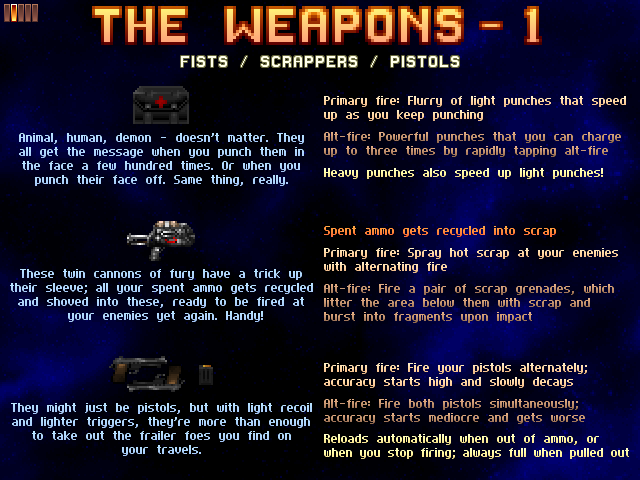 THE WEAPONS - 1
FISTS / SCRAPPERS / PISTOLS
Animal, human, demon - doesn't matter. They
all get the message when you punch them in
the face a few hundred times. Or when you
punch their face off. Same thing, really.
Primary fire: Flurry of light punches that speed
up as you keep punching
Alt-fire: Powerful punches that you can charge
up to three times by rapidly tapping alt-fire
Heavy punches also speed up light punches!
These twin cannons of fury have a trick up
their sleeve; all your spent ammo gets recycled
and shoved into these, ready to be fired at
your enemies yet again. Handy!
Spent ammo gets recycled into scrap
Primary fire: Spray hot scrap at your enemies
with alternating fire
Alt-fire: Fire a pair of scrap grenades, which
litter the area below them with scrap and
burst into fragments upon impact
They might just be pistols, but with light recoil
and lighter triggers, they're more than enough
to take out the frailer foes you find on
your travels.
Primary fire: Fire your pistols alternately;
accuracy starts high and slowly decays
Alt-fire: Fire both pistols simultaneously;
accuracy starts mediocre and gets worse
Reloads automatically when out of ammo, or
when you stop firing; always full when pulled out